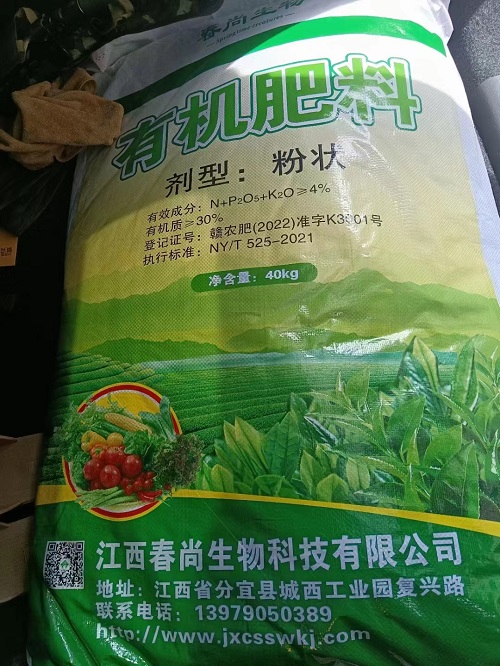 春尚生物
有机肥料
剂型：粉状
有效成分：N+P₂O₅+K₂O≥4%
有机质≥30%
登记证号：赣农肥(2022)准字K3901号
执行标准：NY/T 525-2021
净含量：40kg
江西春尚生物科技有限公司
地址：江西省分宜县城西工业园复兴路
联系电话：13979050389
http://www.jxcsswkj.com